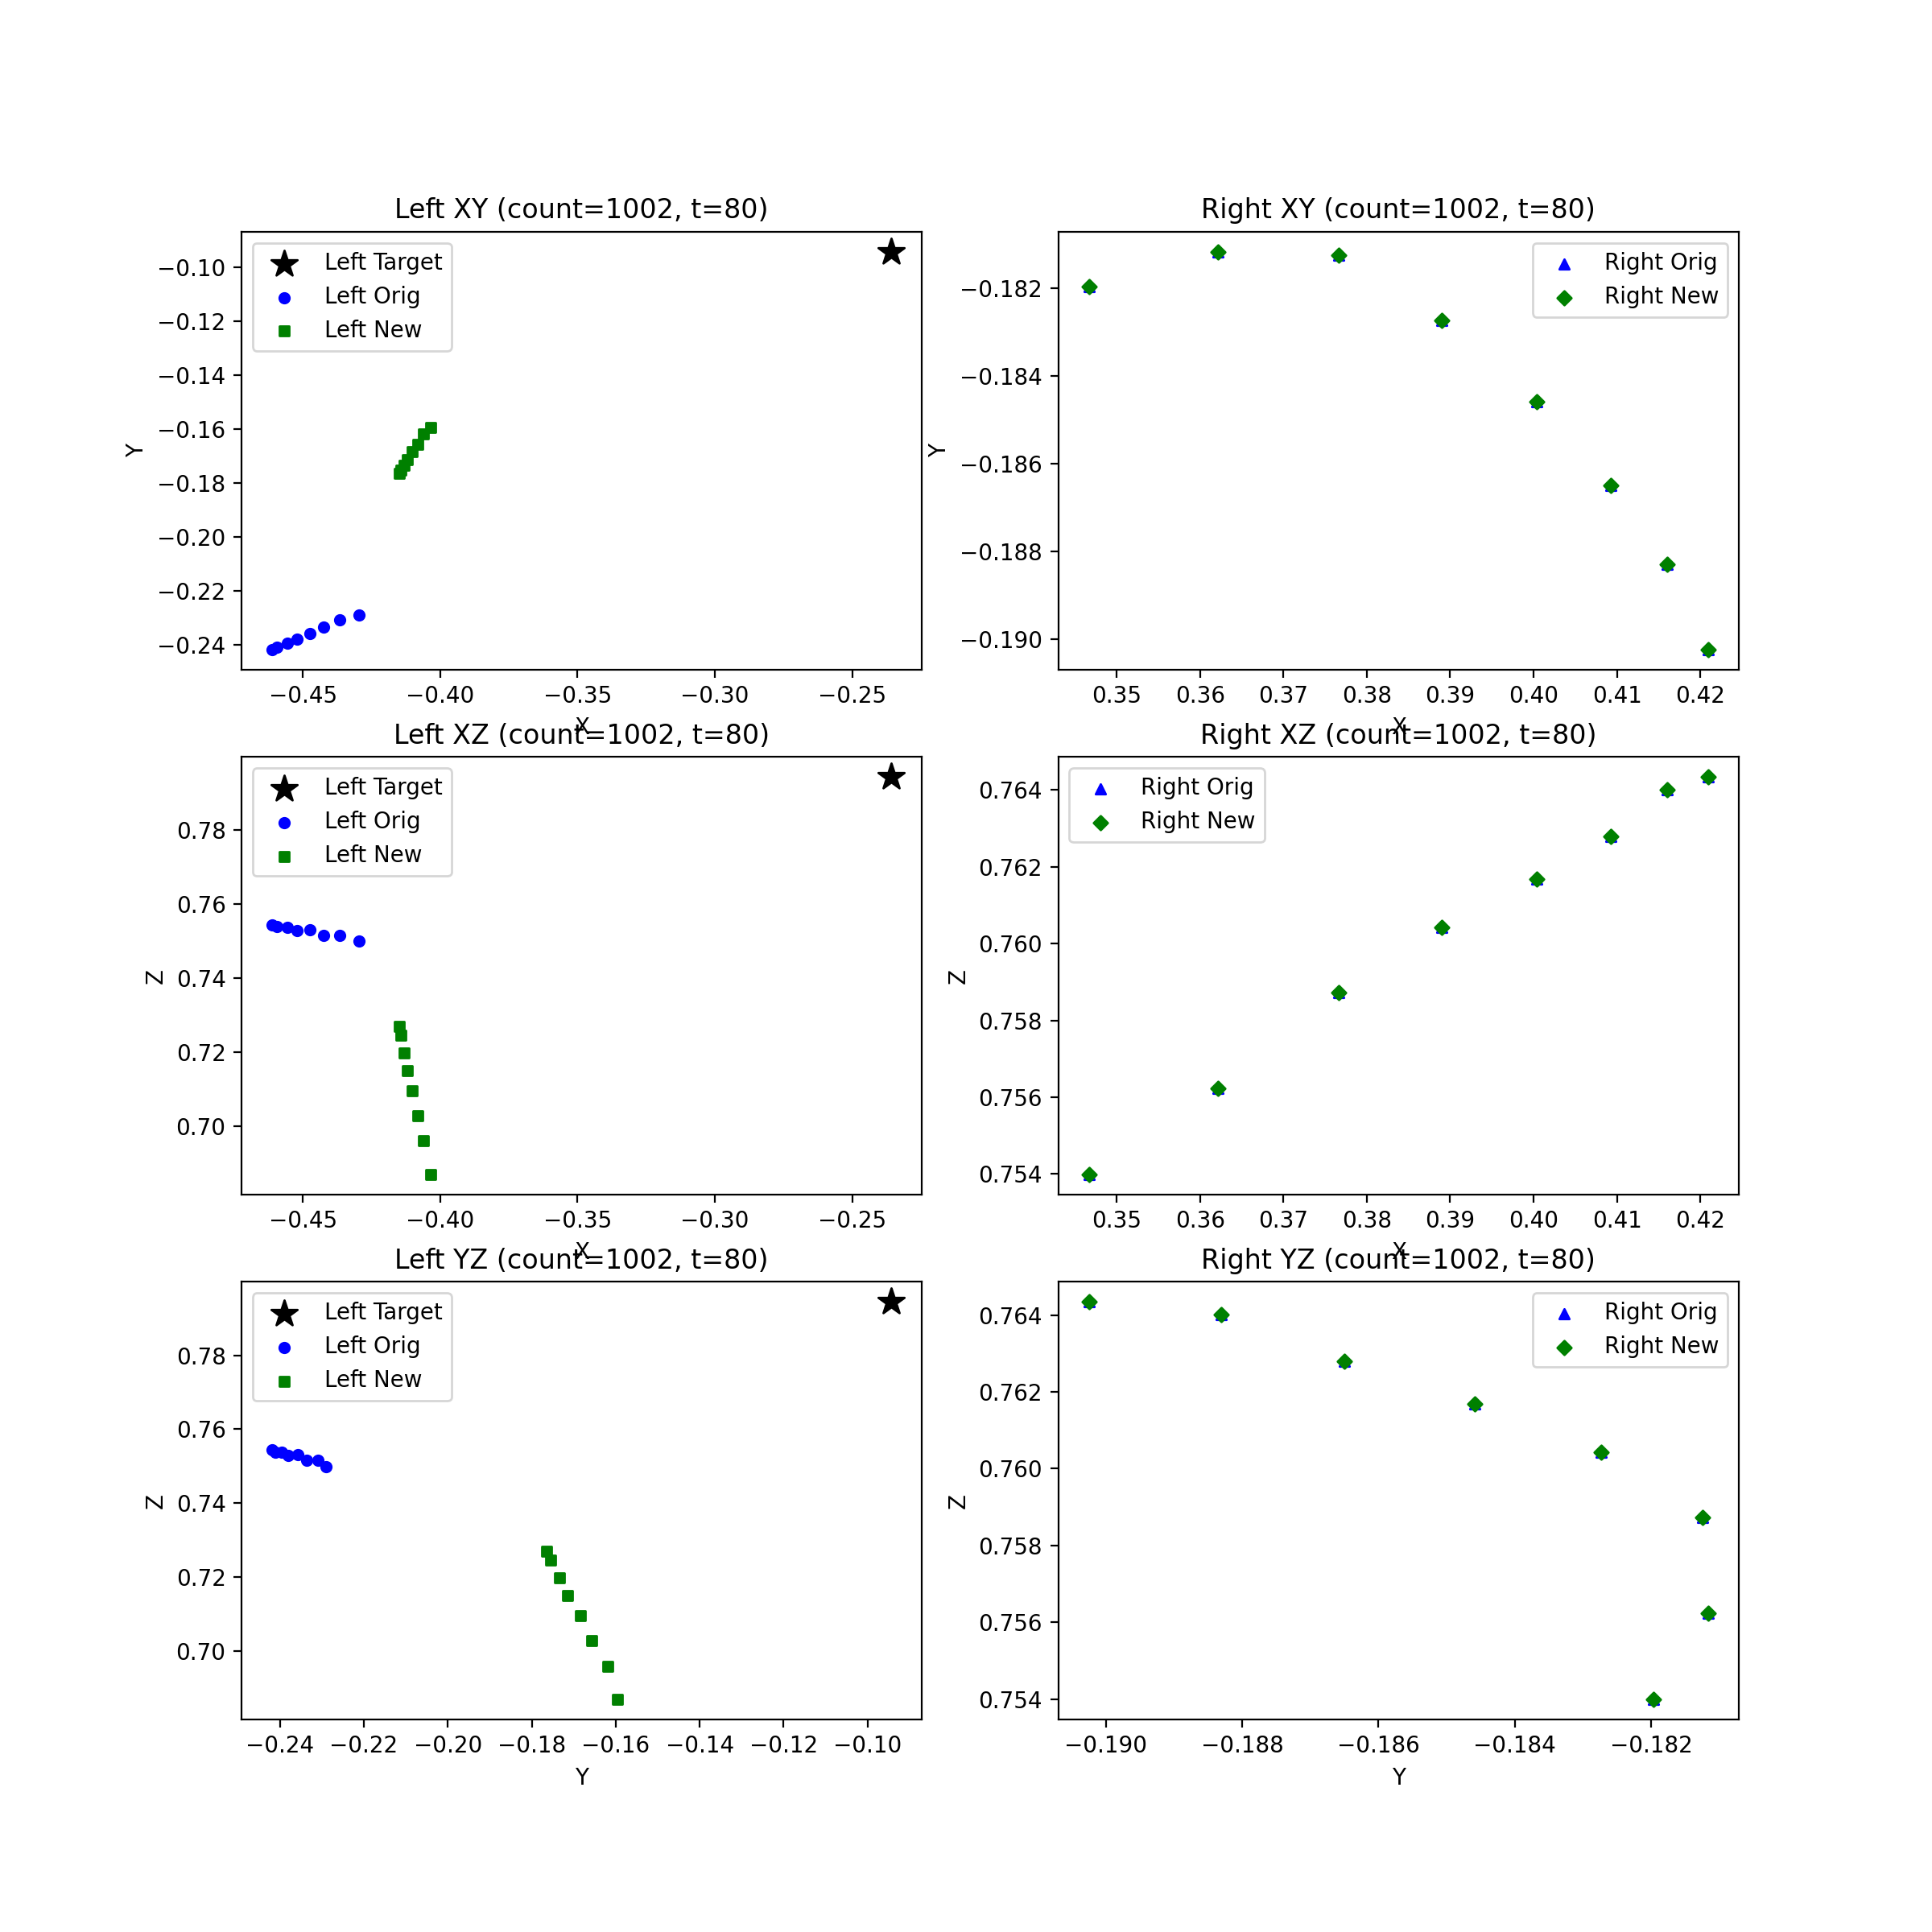 Left XY (count=1002, t=80)
Left Target
Left Orig
Left New
−0.10
−0.12
−0.14
−0.16
−0.18
−0.20
−0.22
−0.24
Y
−0.45 −0.40 −0.35 −0.30 −0.25
X
Right XY (count=1002, t=80)
Right Orig
Right New
−0.182
−0.184
−0.186
−0.188
−0.190
Y
0.35 0.36 0.37 0.38 0.39 0.40 0.41 0.42
X
Left XZ (count=1002, t=80)
Left Target
Left Orig
Left New
0.78
0.76
0.74
0.72
0.70
Z
−0.45 −0.40 −0.35 −0.30 −0.25
X
Right XZ (count=1002, t=80)
Right Orig
Right New
0.764
0.762
0.760
0.758
0.756
0.754
Z
0.35 0.36 0.37 0.38 0.39 0.40 0.41 0.42
X
Left YZ (count=1002, t=80)
Left Target
Left Orig
Left New
0.78
0.76
0.74
0.72
0.70
Z
−0.24 −0.22 −0.20 −0.18 −0.16 −0.14 −0.12 −0.10
Y
Right YZ (count=1002, t=80)
Right Orig
Right New
0.764
0.762
0.760
0.758
0.756
0.754
Z
−0.190 −0.188 −0.186 −0.184 −0.182
Y